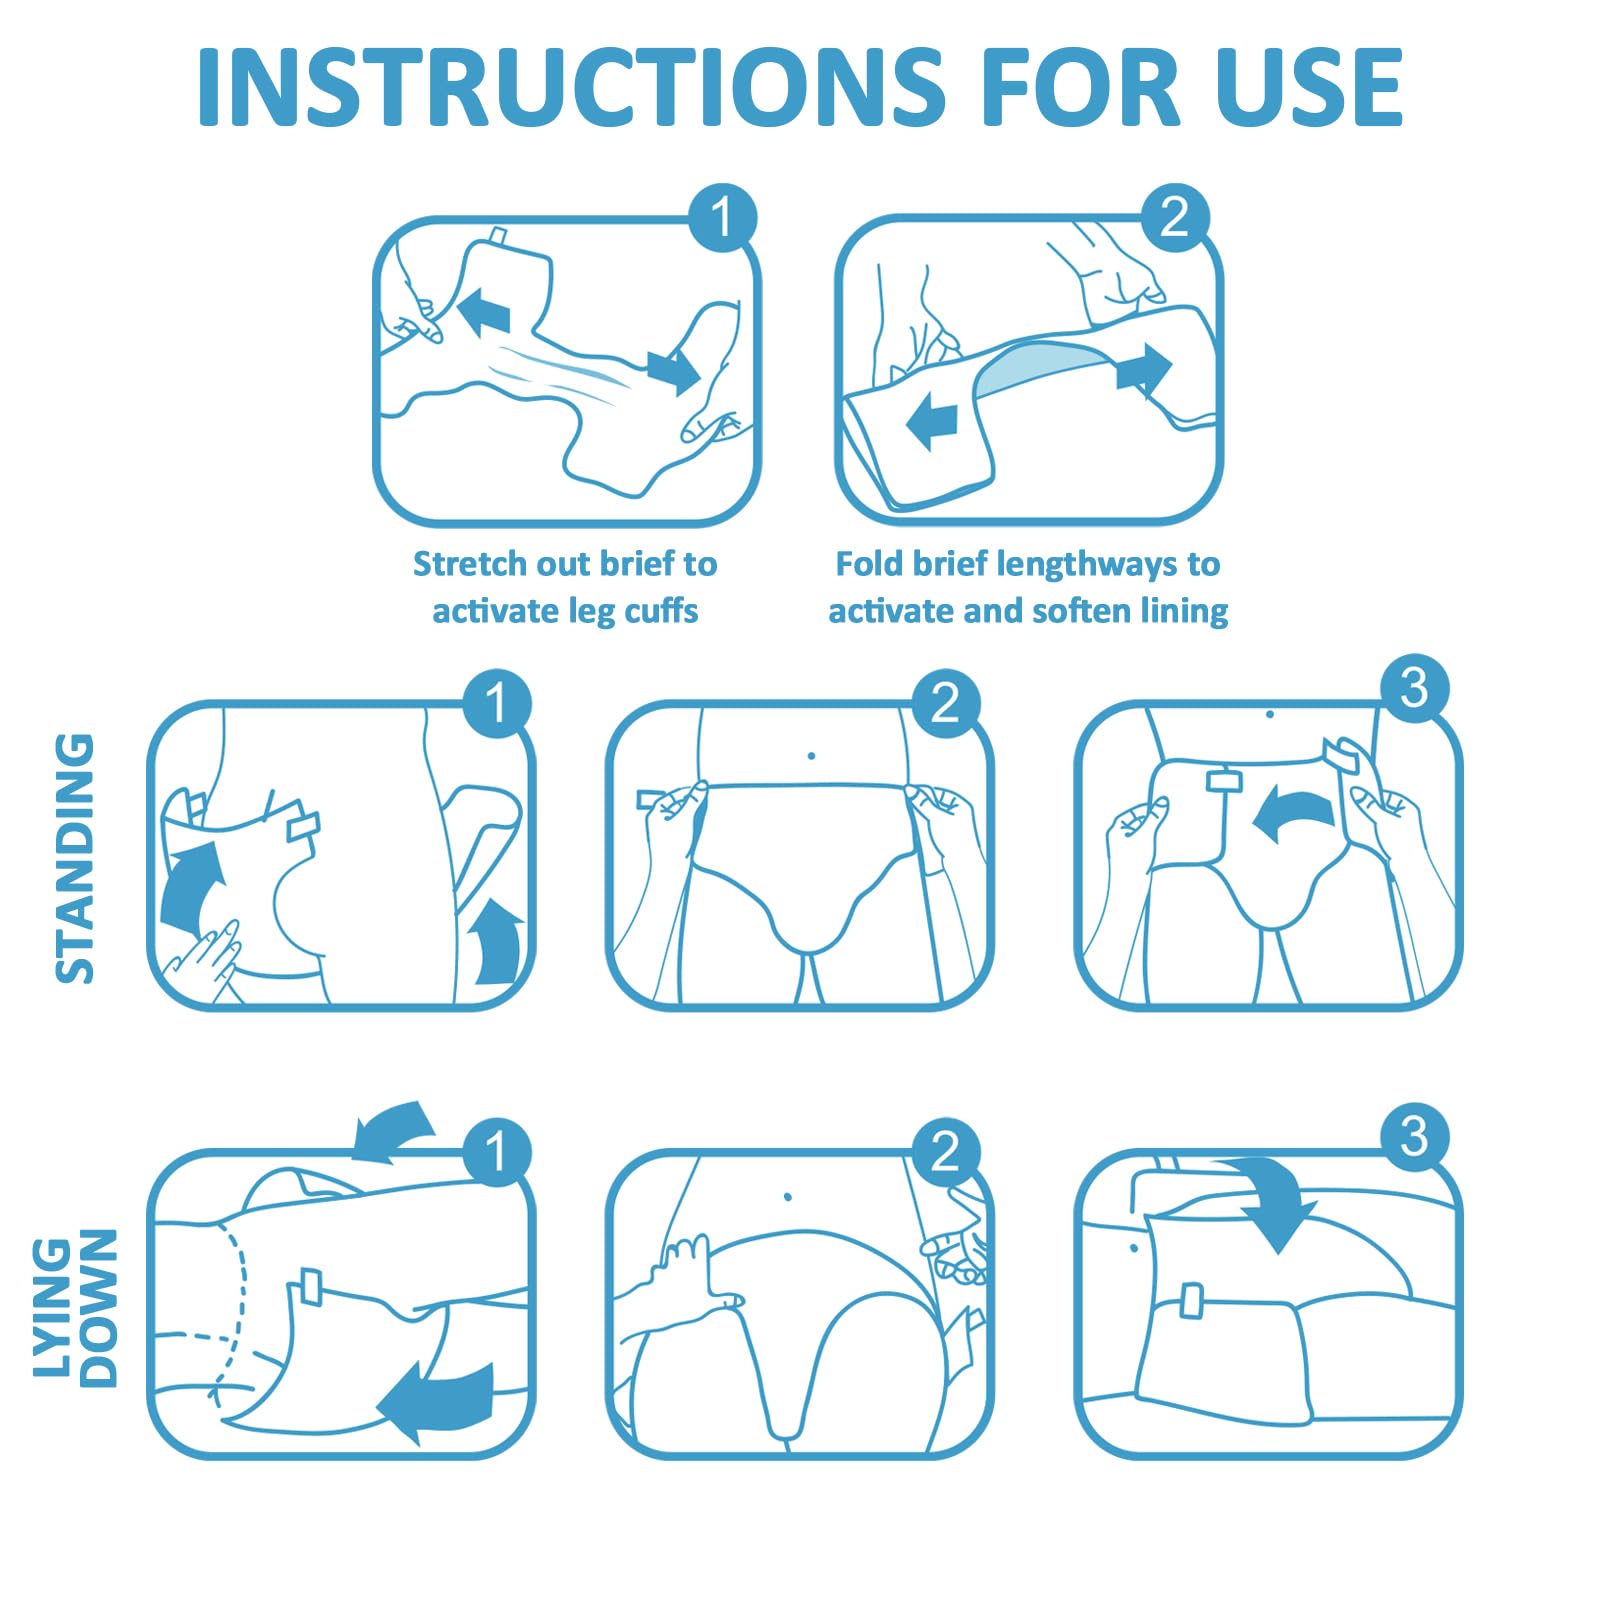 INSTRUCTIONS FOR USE
1
2
Stretch out brief to
activate leg cuffs
Fold brief lengthways to
activate and soften lining
STANDING
1
2
3
LYING
DOWN
1
2
3